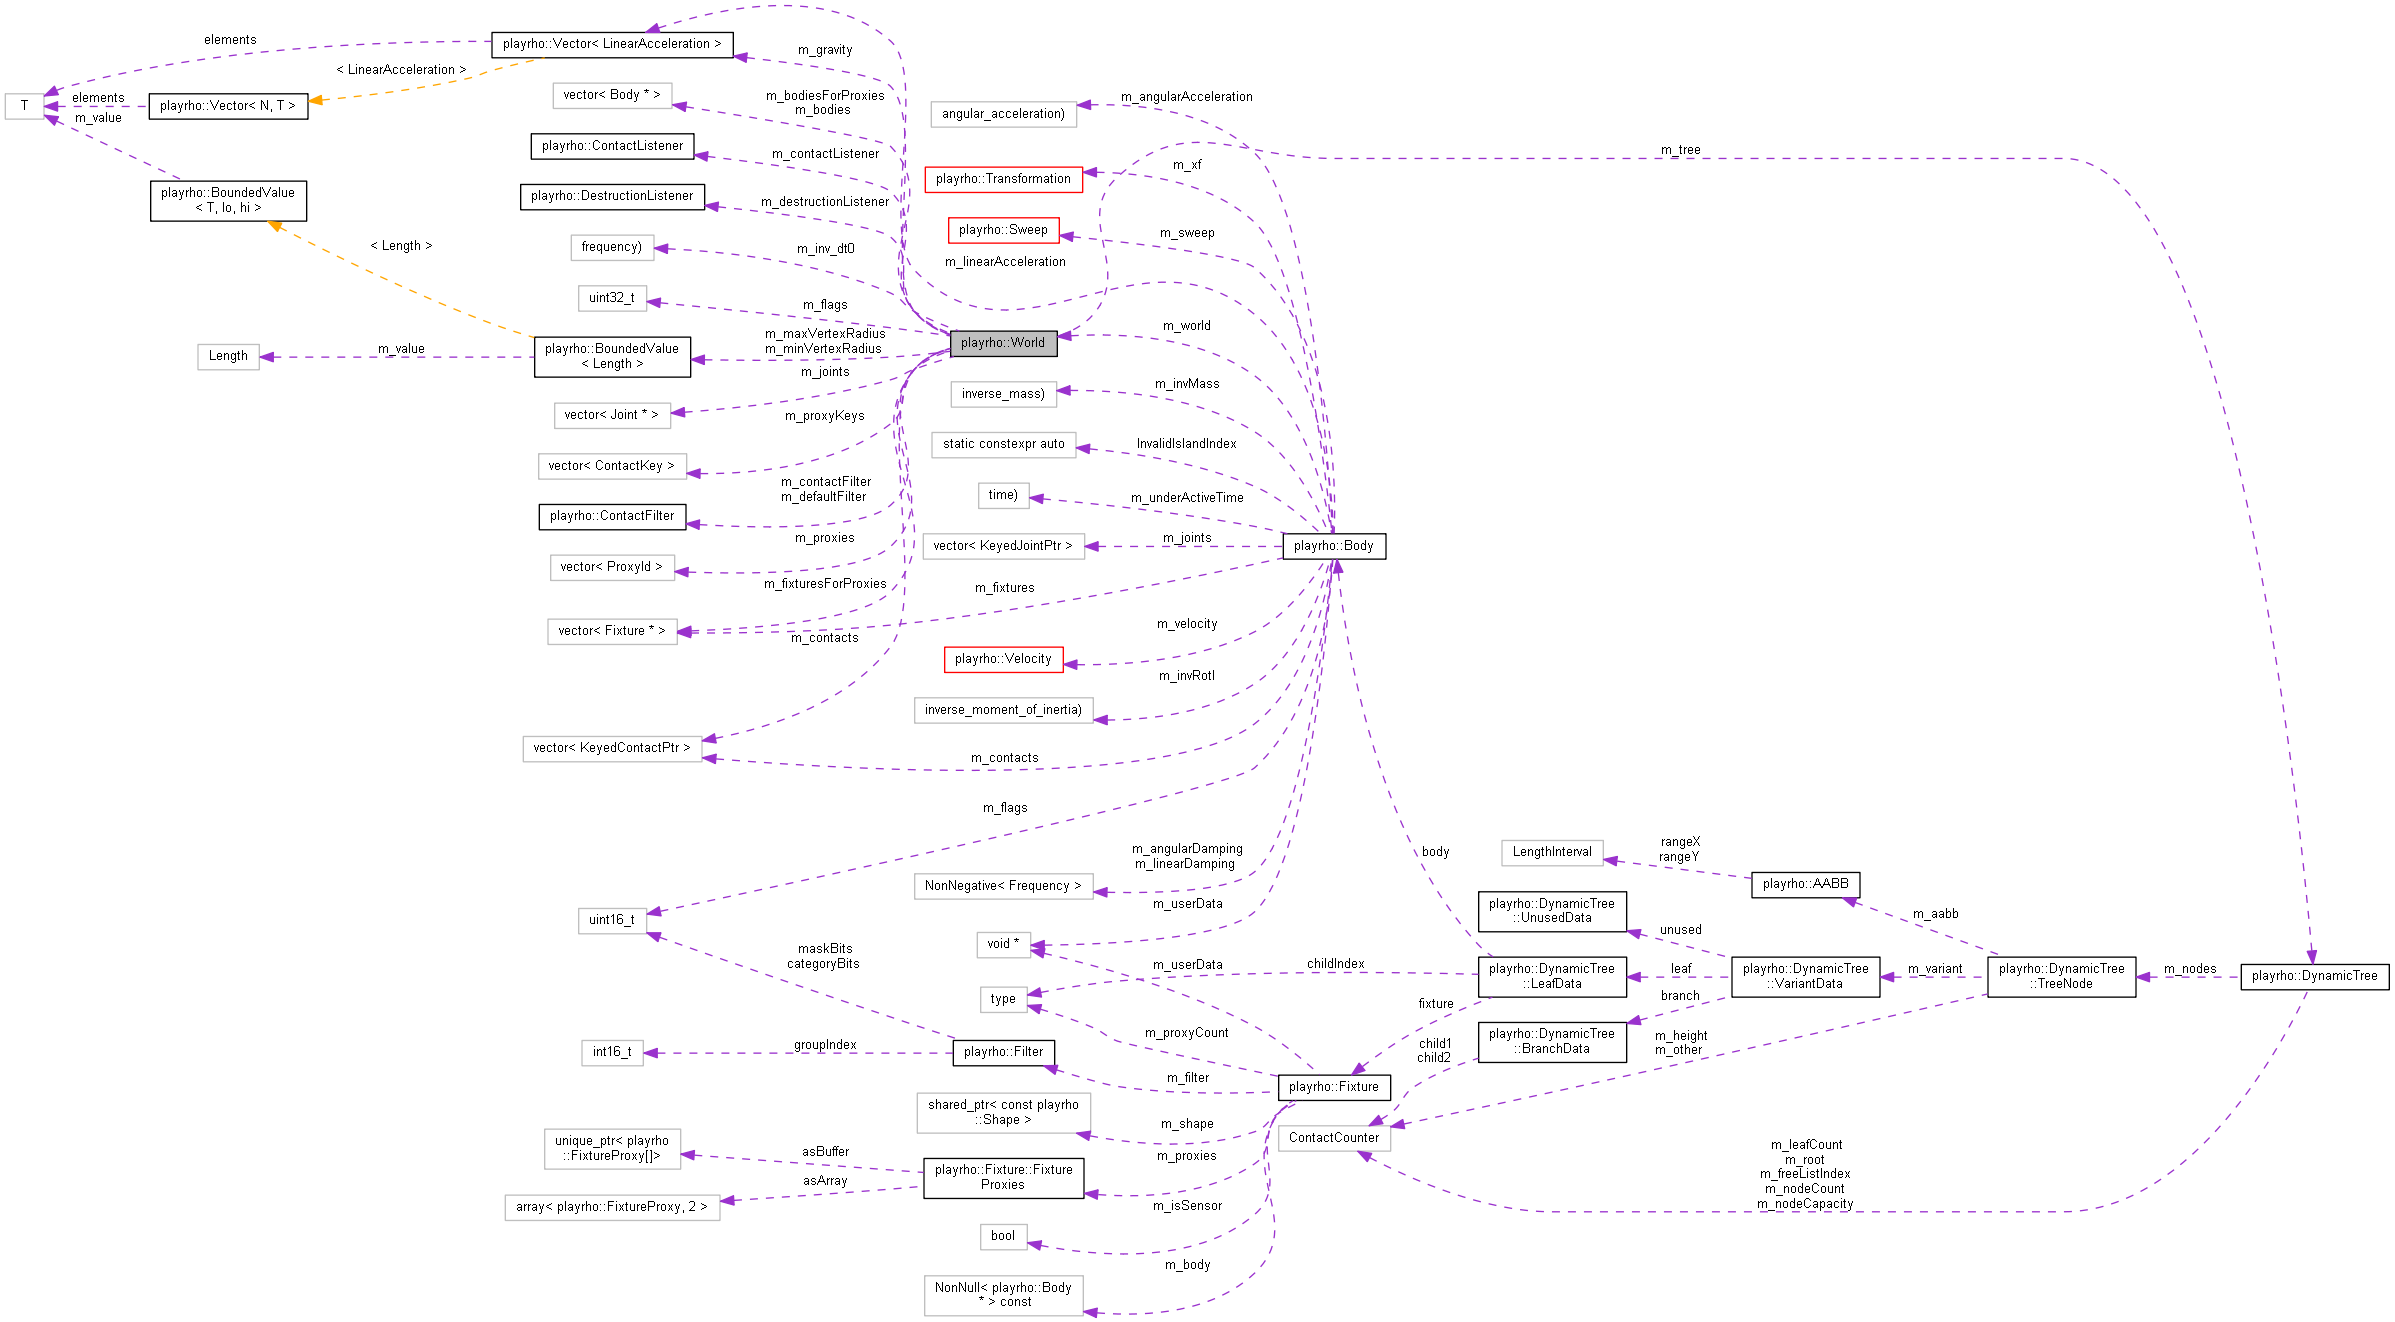 elements
playrho::Vector< LinearAcceleration >
< LinearAcceleration >
T
elements
playrho::Vector< N, T >
m_value
playrho::BoundedValue
< T, lo, hi >
< Length >
Length
m_value
m_gravity
vector< Body * >
m_bodiesForProxies
m_bodies
playrho::ContactListener
m_contactListener
playrho::DestructionListener
m_destructionListener
frequency)
m_inv_dt0
uint32_t
m_flags
m_maxVertexRadius
m_minVertexRadius
playrho::BoundedValue
< Length >
m_joints
vector< Joint * >
m_proxyKeys
vector< ContactKey >
m_contactFilter
m_defaultFilter
playrho::ContactFilter
m_proxies
vector< ProxyId >
m_fixturesForProxies
vector< Fixture * >
m_contacts
vector< KeyedContactPtr >
angular_acceleration)
m_angularAcceleration
m_tree
playrho::Transformation
m_xf
playrho::Sweep
m_sweep
m_linearAcceleration
playrho::World
m_world
inverse_mass)
m_invMass
static constexpr auto
InvalidIslandIndex
time)
m_underActiveTime
vector< KeyedJointPtr >
m_joints
playrho::Body
m_fixtures
m_velocity
playrho::Velocity
m_invRotI
inverse_moment_of_inertia)
m_contacts
m_flags
m_angularDamping
m_linearDamping
NonNegative< Frequency >
m_userData
void *
uint16_t
maskBits
categoryBits
m_userData
childIndex
type
m_proxyCount
int16_t
groupIndex
playrho::Filter
m_filter
shared_ptr< const playrho
::Shape >
m_shape
unique_ptr< playrho
::FixtureProxy[]>
asBuffer
asArray
playrho::Fixture::Fixture
Proxies
m_proxies
array< playrho::FixtureProxy, 2 >
m_isSensor
bool
m_body
NonNull< playrho::Body
* > const
body
fixture
child1
child2
playrho::Fixture
ContactCounter
LengthInterval
rangeX
rangeY
playrho::AABB
m_aabb
playrho::DynamicTree
::UnusedData
unused
playrho::DynamicTree
::LeafData
leaf
branch
playrho::DynamicTree
::BranchData
playrho::DynamicTree
::VariantData
m_variant
playrho::DynamicTree
::TreeNode
m_nodes
playrho::DynamicTree
m_height
m_other
m_leafCount
m_root
m_freeListIndex
m_nodeCount
m_nodeCapacity